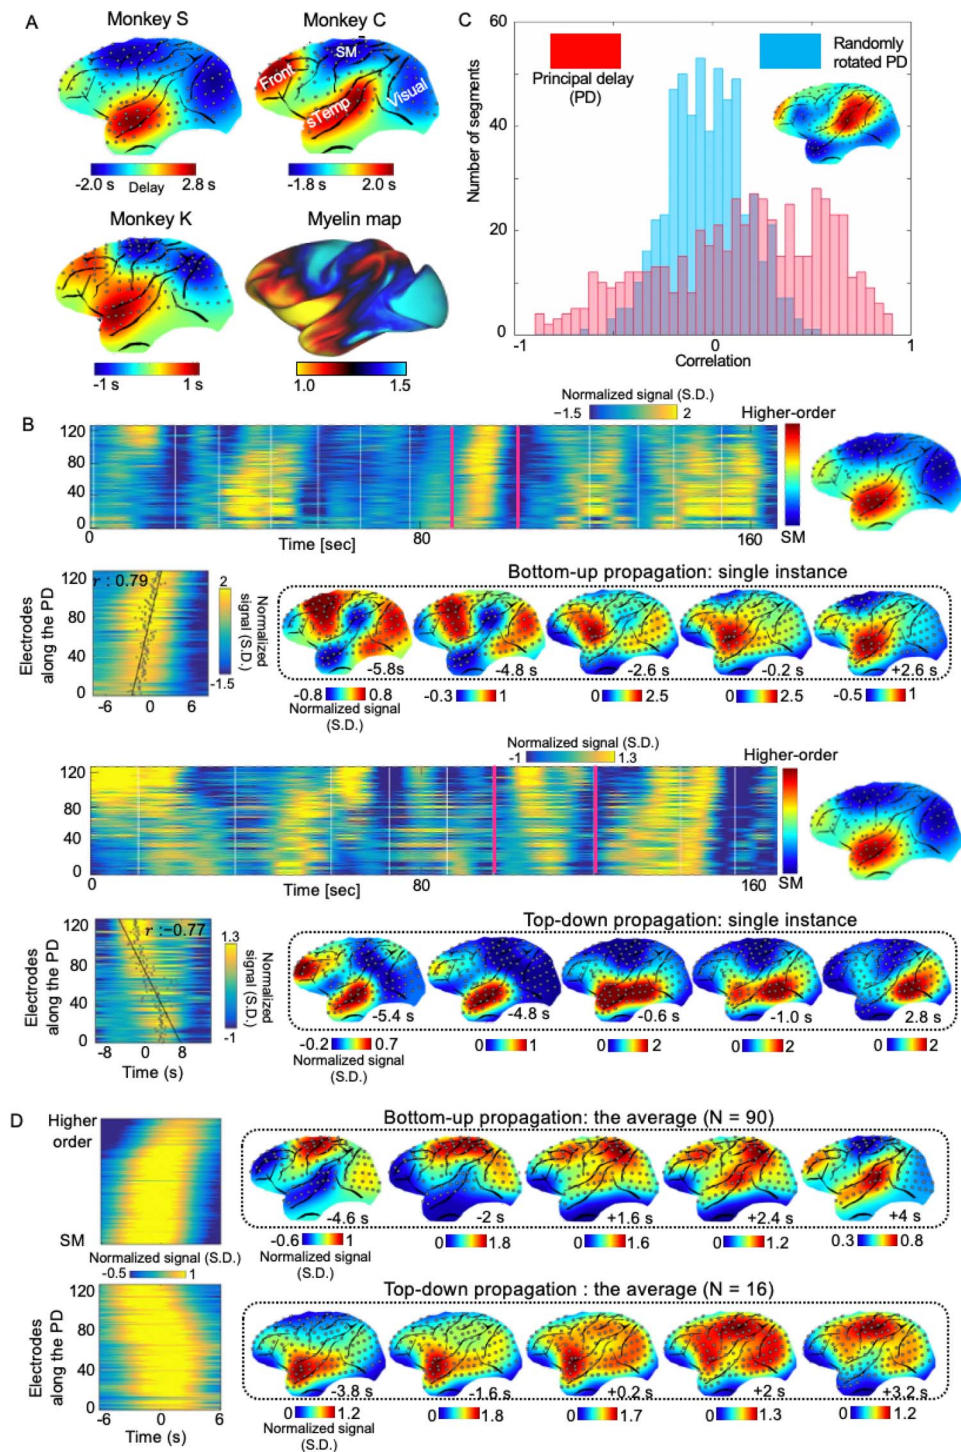 A
Monkey S
Monkey C
Front
SM
sTemp
Visual
-2.0 s Delay 2.8 s
-1.8 s 2.0 s
Monkey K
Myelin map
-1 s 1 s
1.0 1.5
C
60
40
20
0
Number of segments
Principal delay
(PD)
Randomly
rotated PD
-1 0 1
Correlation
B
Normalized signal (S.D.)
−1.5 2
Higher-order
SM
120
80
40
0
0 80 160
Time [sec]
Electrodes
along the PD
r : 0.79
120
80
40
0
-6 0 6
2
-1.5
Normalized
signal (S.D.)
Bottom-up propagation: single instance
-5.8s -4.8 s -2.6 s -0.2 s +2.6 s
-0.8 0.8 -0.3 1 0 2.5 0 2.5 -0.5 1
Normalized signal
(S.D.)
Normalized signal (S.D.)
-1 1.3
Higher-order
SM
120
80
40
0
0 80 160
Time [sec]
Electrodes
along the PD
r :−0.77
120
80
40
0
-8 0 8
Time (s)
1.3
-1
Normalized
signal (S.D.)
Top-down propagation: single instance
-5.4 s -4.8 s -0.6 s -1.0 s 2.8 s
-0.2 0.7 0 1 0 2 0 2 0 2
Normalized signal
(S.D.)
D
Higher
order
SM
Normalized signal (S.D.)
-0.5 1
Bottom-up propagation: the average (N = 90)
-4.6 s -2 s +1.6 s +2.4 s +4 s
-0.6 1 0 1.8 0 1.6 0 1.2 0.3 0.8
Normalized signal
(S.D.)
Electrodes
along the PD
120
80
40
0
-6 0 6
Time (s)
Top-down propagation : the average (N = 16)
-3.8 s -1.6 s +0.2 s +2 s +3.2 s
0 1.2 0 1.8 0 1.7 0 1.3 0 1.2
Normalized signal
(S.D.)